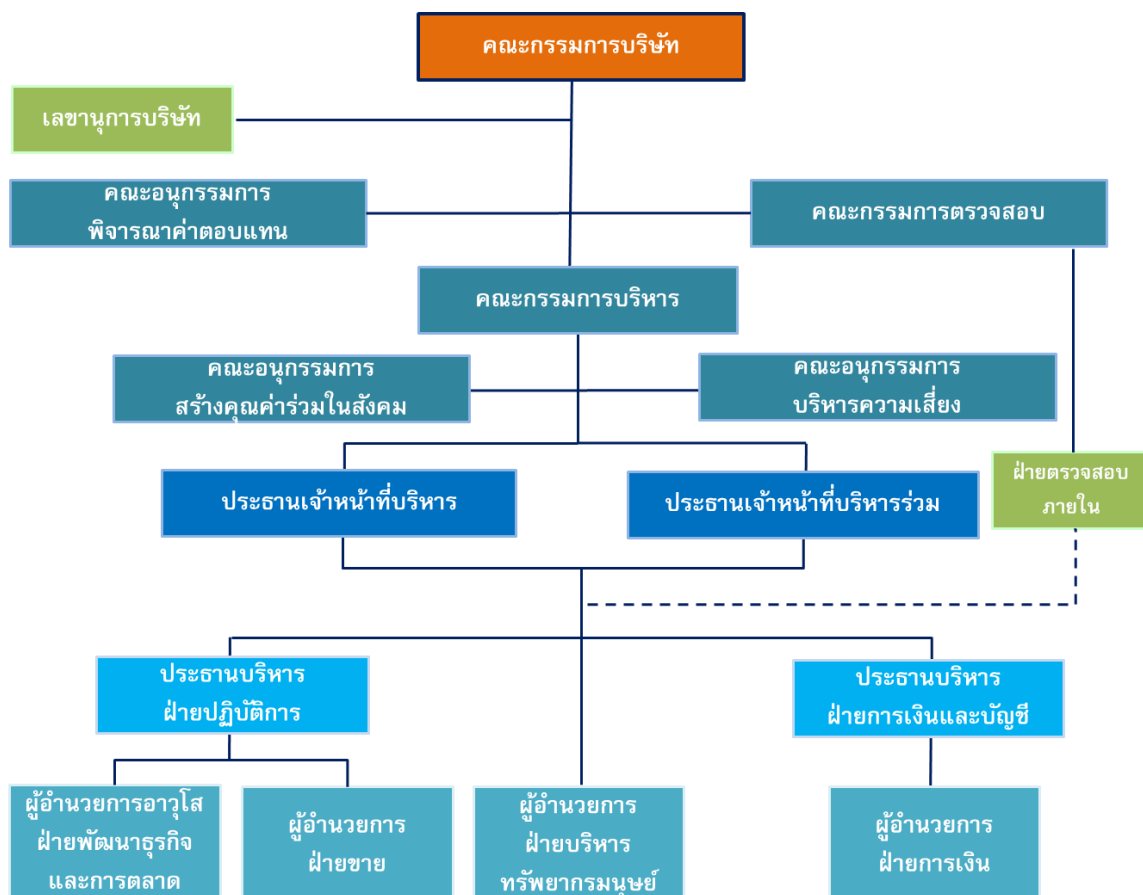 คณะกรรมการบริษัท
เลขานุการบริษัท
คณะอนุกรรมการ
พิจารณาค่าตอบแทน
คณะกรรมการตรวจสอบ
คณะกรรมการบริหาร
คณะอนุกรรมการ
สร้างคุณค่าร่วมในสังคม
คณะอนุกรรมการ
บริหารความเสี่ยง
ประธานเจ้าหน้าที่บริหาร
ประธานเจ้าหน้าที่บริหารร่วม
ฝ่ายตรวจสอบ
ภายใน
ประธานบริหาร
ฝ่ายปฏิบัติการ
ประธานบริหาร
ฝ่ายการเงินและบัญชี
ผู้อำนวยการอาวุโส
ฝ่ายพัฒนาธุรกิจ
และการตลาด
ผู้อำนวยการ
ฝ่ายขาย
ผู้อำนวยการ
ฝ่ายบริหาร
ทรัพยากรมนุษย์
ผู้อำนวยการ
ฝ่ายการเงิน